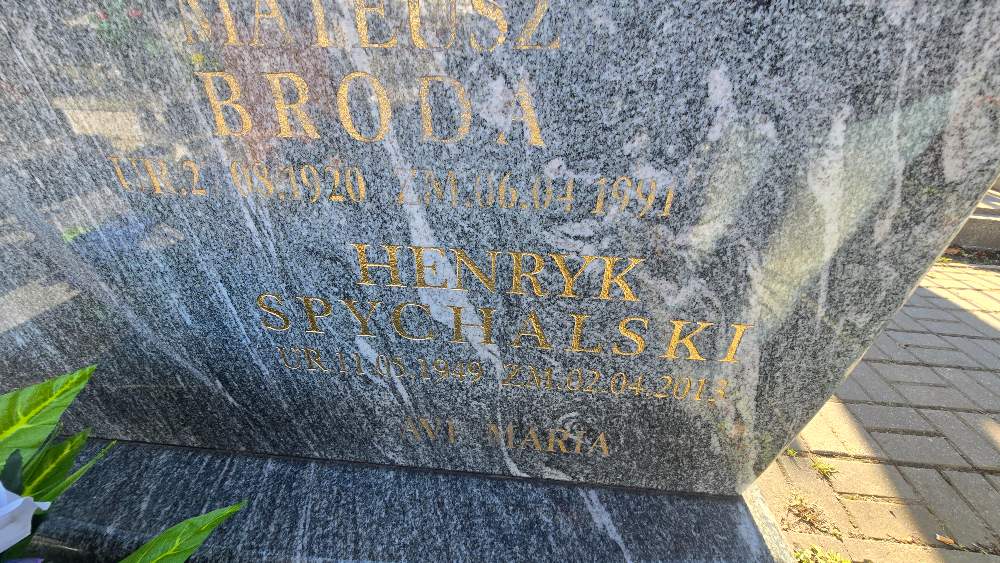 MATEUSZ
BRODA
UR.2 08.1920 ZM.06.04 1991
HENRYK
SPYCHALSKI
UR.11.05.1949 ZM.02.04.2013
AVE MARIA